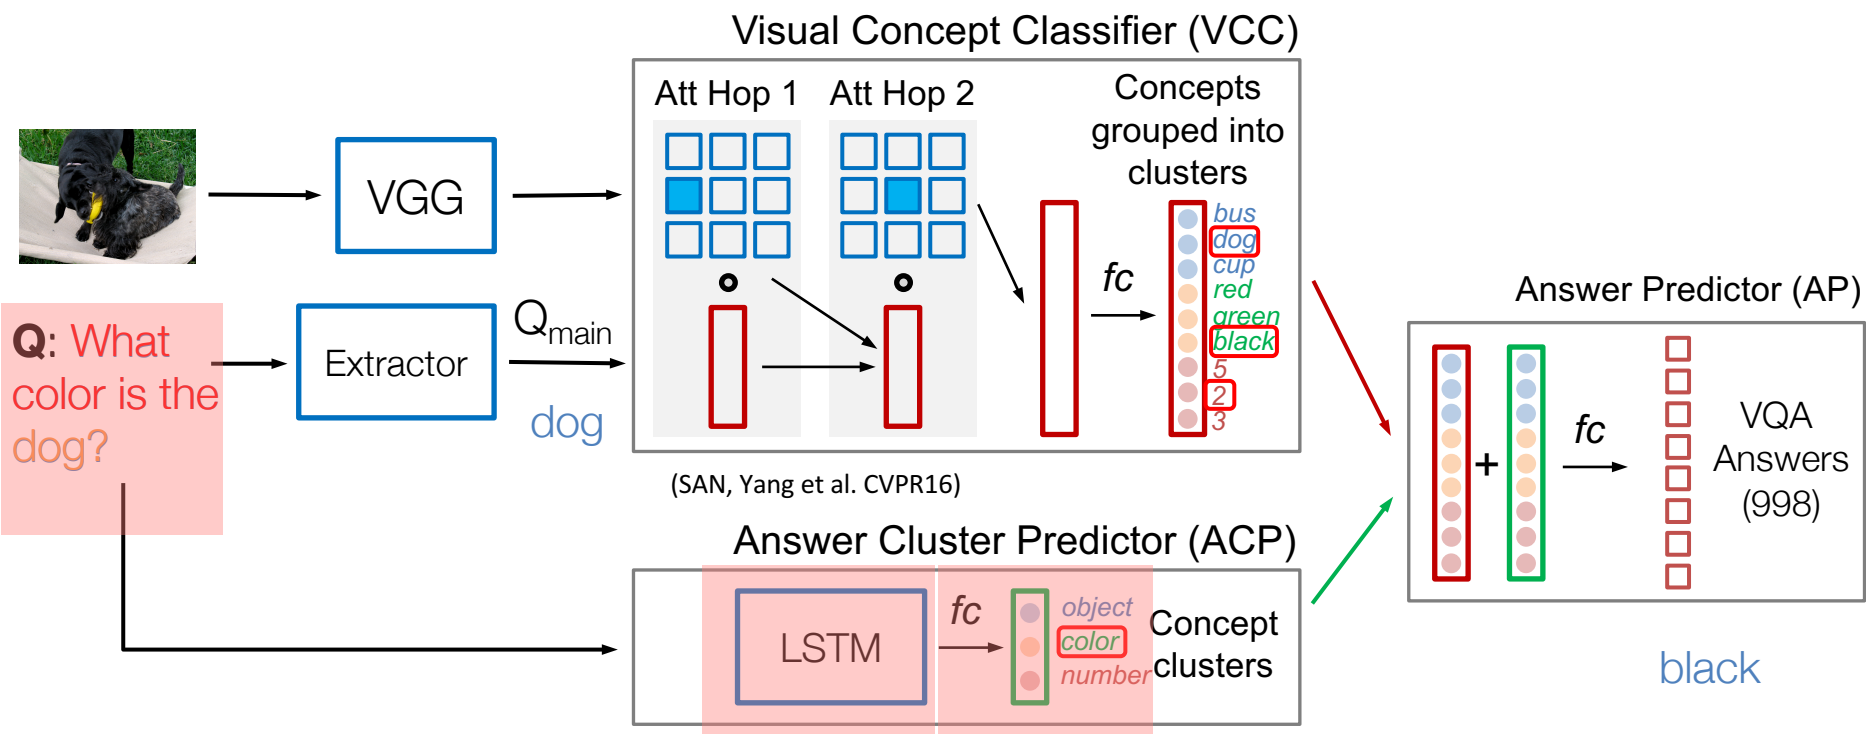 Visual Concept Classifier (VCC)
Att Hop 1
Att Hop 2
Concepts
grouped into
clusters
VGG
bus
dog
cup
red
green
black
5
2
3
fc
Q: What
color is the
dog?
Extractor
Qmain
dog
(SAN, Yang et al. CVPR16)
Answer Cluster Predictor (ACP)
LSTM
fc
object
color
number
Concept
clusters
Answer Predictor (AP)
+
fc
VQA
Answers
(998)
black